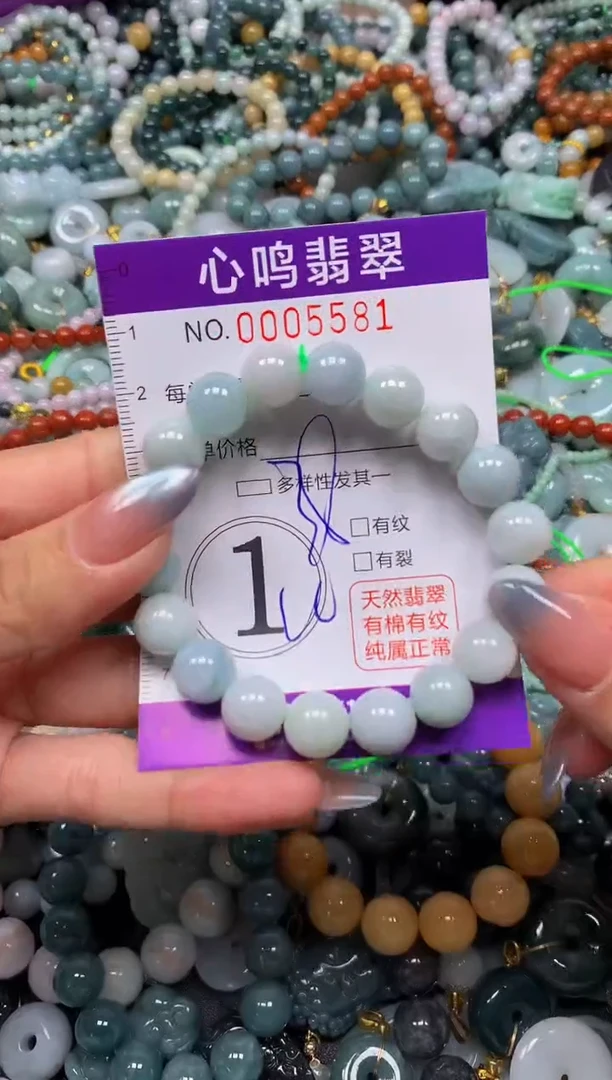 心鸣翡翠
NO.0005581
0
1
2
每
单价格
多样性发其一
有纹
1
有裂
天然翡翠
有棉有纹
纯属正常